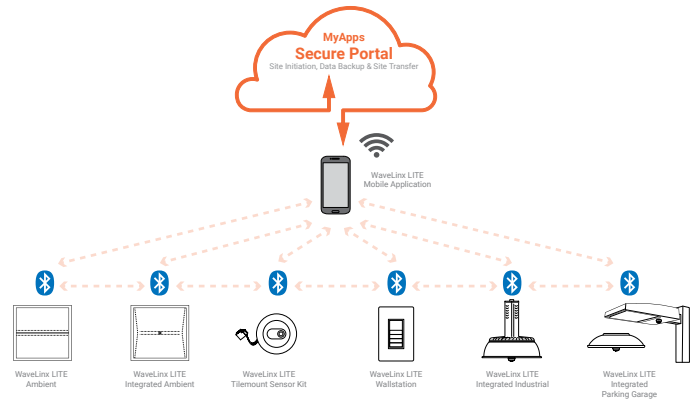 MyApps
Secure Portal
Site Initiation, Data Backup & Site Transfer
WaveLinx LITE
Mobile Application
WaveLinx LITE
Ambient
WaveLinx LITE
Integrated Ambient
WaveLinx LITE
Tilemount Sensor Kit
WaveLinx LITE
Wallstation
WaveLinx LITE
Integrated Industrial
WaveLinx LITE
Integrated
Parking Garage